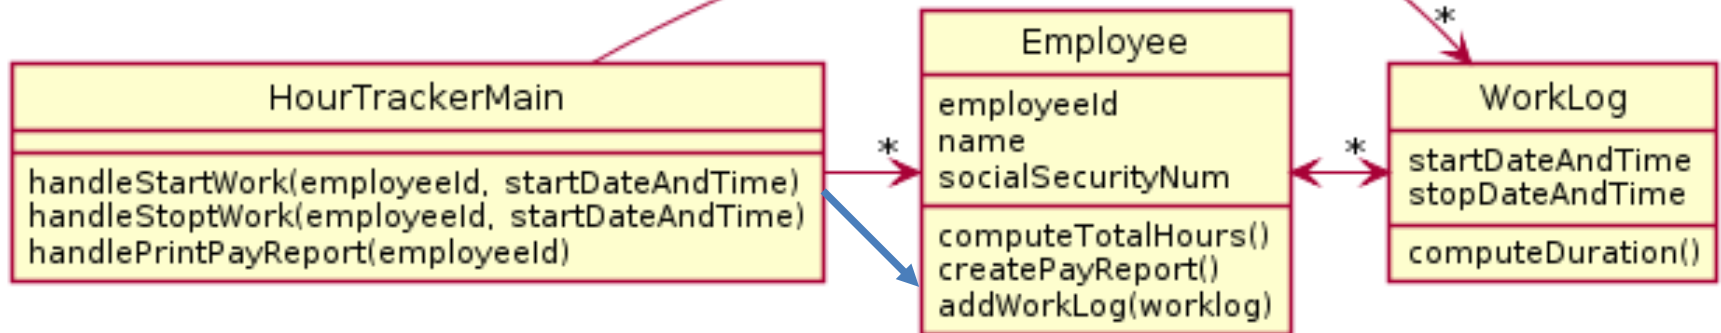 HourTrackerMain
handleStartWork(employeeId, startDateAndTime)
handleStoptWork(employeeId, startDateAndTime)
handlePrintPayReport(employeeId)
*
Employee
employeeId
name
socialSecurityNum
computeTotalHours()
createPayReport()
addWorkLog(worklog)
*
*
WorkLog
startDateAndTime
stopDateAndTime
computeDuration()